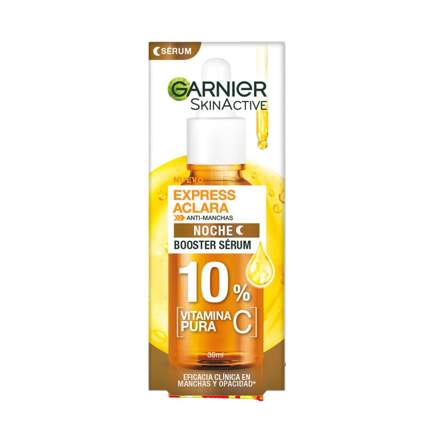 SÉRUM
GARNIER
SKINACTIVE
NUEVO
EXPRESS
ACLARA
ANTI-MANCHAS
NOCHE
BOOSTER SÉRUM
10%
[VITAMINA
PURA C]
30ml
EFICACIA CLÍNICA EN
MANCHAS Y OPACIDAD*